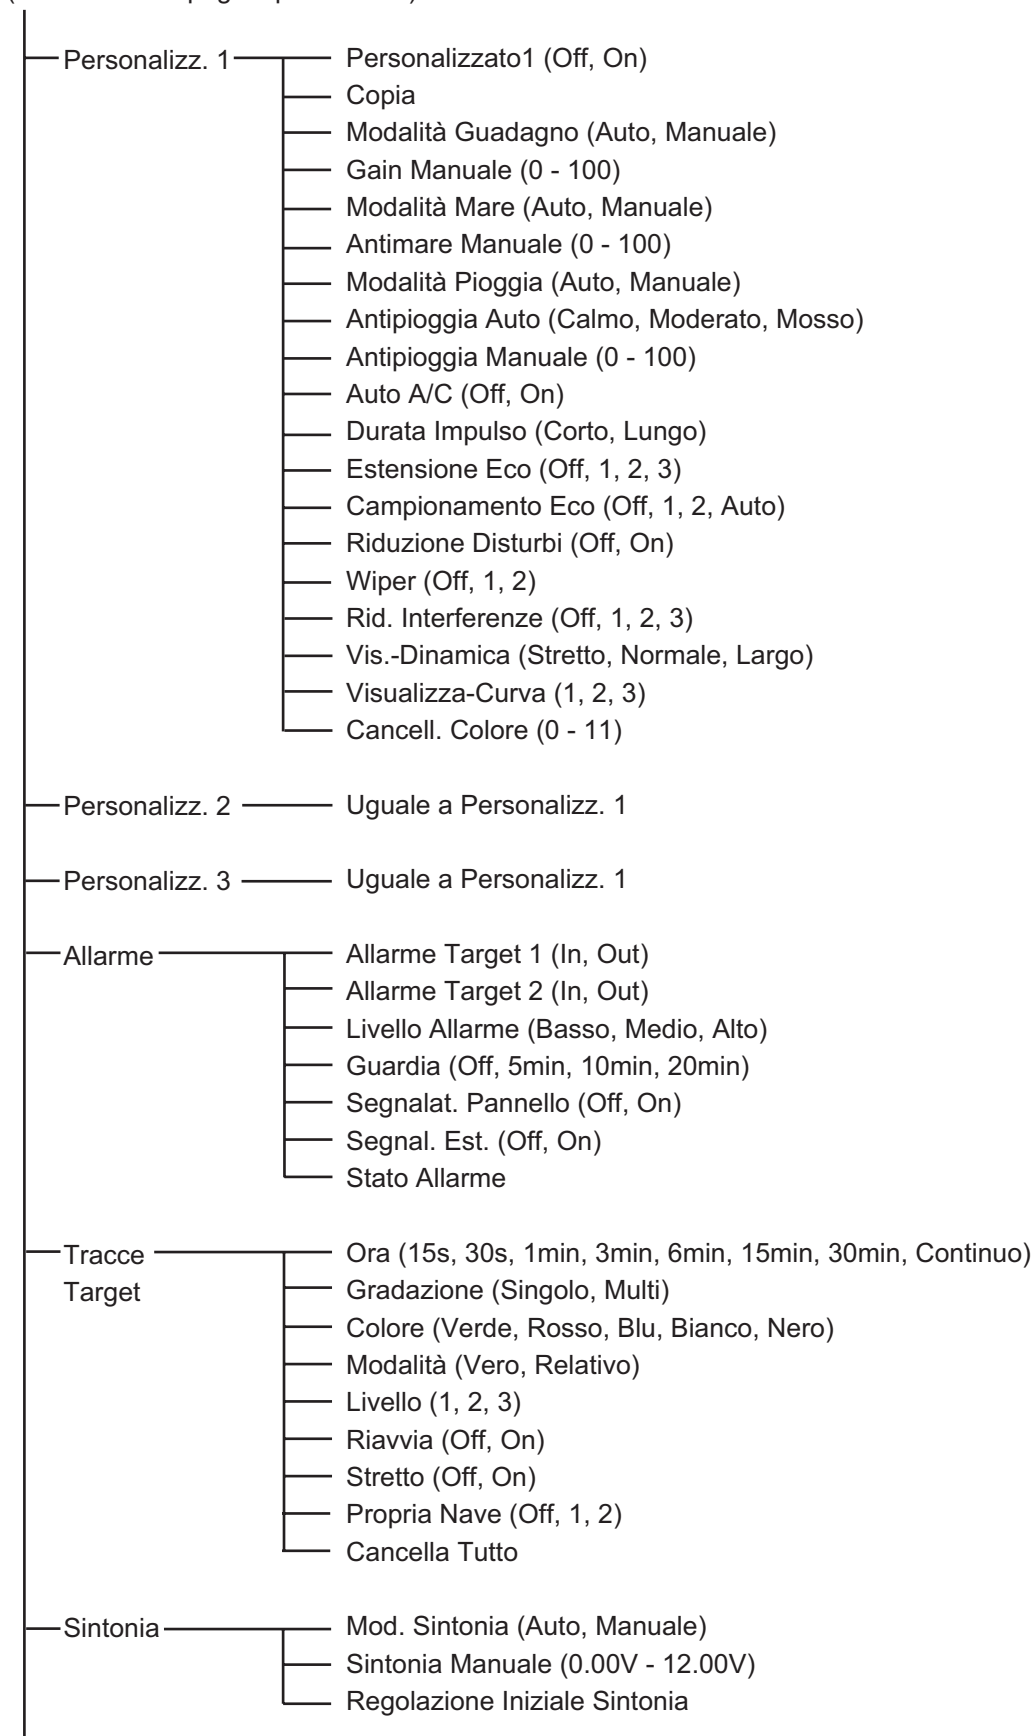 Personalizz. 1
Personalizzato1 (Off, On)
Copia
Modalità Guadagno (Auto, Manuale)
Gain Manuale (0 - 100)
Modalità Mare (Auto, Manuale)
Antimare Manuale (0 - 100)
Modalità Pioggia (Auto, Manuale)
Antipioggia Auto (Calmo, Moderato, Mosso)
Antipioggia Manuale (0 - 100)
Auto A/C (Off, On)
Durata Impulso (Corto, Lungo)
Estensione Eco (Off, 1, 2, 3)
Campionamento Eco (Off, 1, 2, Auto)
Riduzione Disturbi (Off, On)
Wiper (Off, 1, 2)
Rid. Interferenze (Off, 1, 2, 3)
Vis.-Dinamica (Stretto, Normale, Largo)
Visualizza-Curva (1, 2, 3)
Cancell. Colore (0 - 11)
Personalizz. 2
Uguale a Personalizz. 1
Personalizz. 3
Uguale a Personalizz. 1
Allarme
Allarme Target 1 (In, Out)
Allarme Target 2 (In, Out)
Livello Allarme (Basso, Medio, Alto)
Guardia (Off, 5min, 10min, 20min)
Segnalat. Pannello (Off, On)
Segnal. Est. (Off, On)
Stato Allarme
Tracce
Target
Ora (15s, 30s, 1min, 3min, 6min, 15min, 30min, Continuo)
Gradazione (Singolo, Multi)
Colore (Verde, Rosso, Blu, Bianco, Nero)
Modalità (Vero, Relativo)
Livello (1, 2, 3)
Riavvia (Off, On)
Stretto (Off, On)
Propria Nave (Off, 1, 2)
Cancella Tutto
Sintonia
Mod. Sintonia (Auto, Manuale)
Sintonia Manuale (0.00V - 12.00V)
Regolazione Iniziale Sintonia